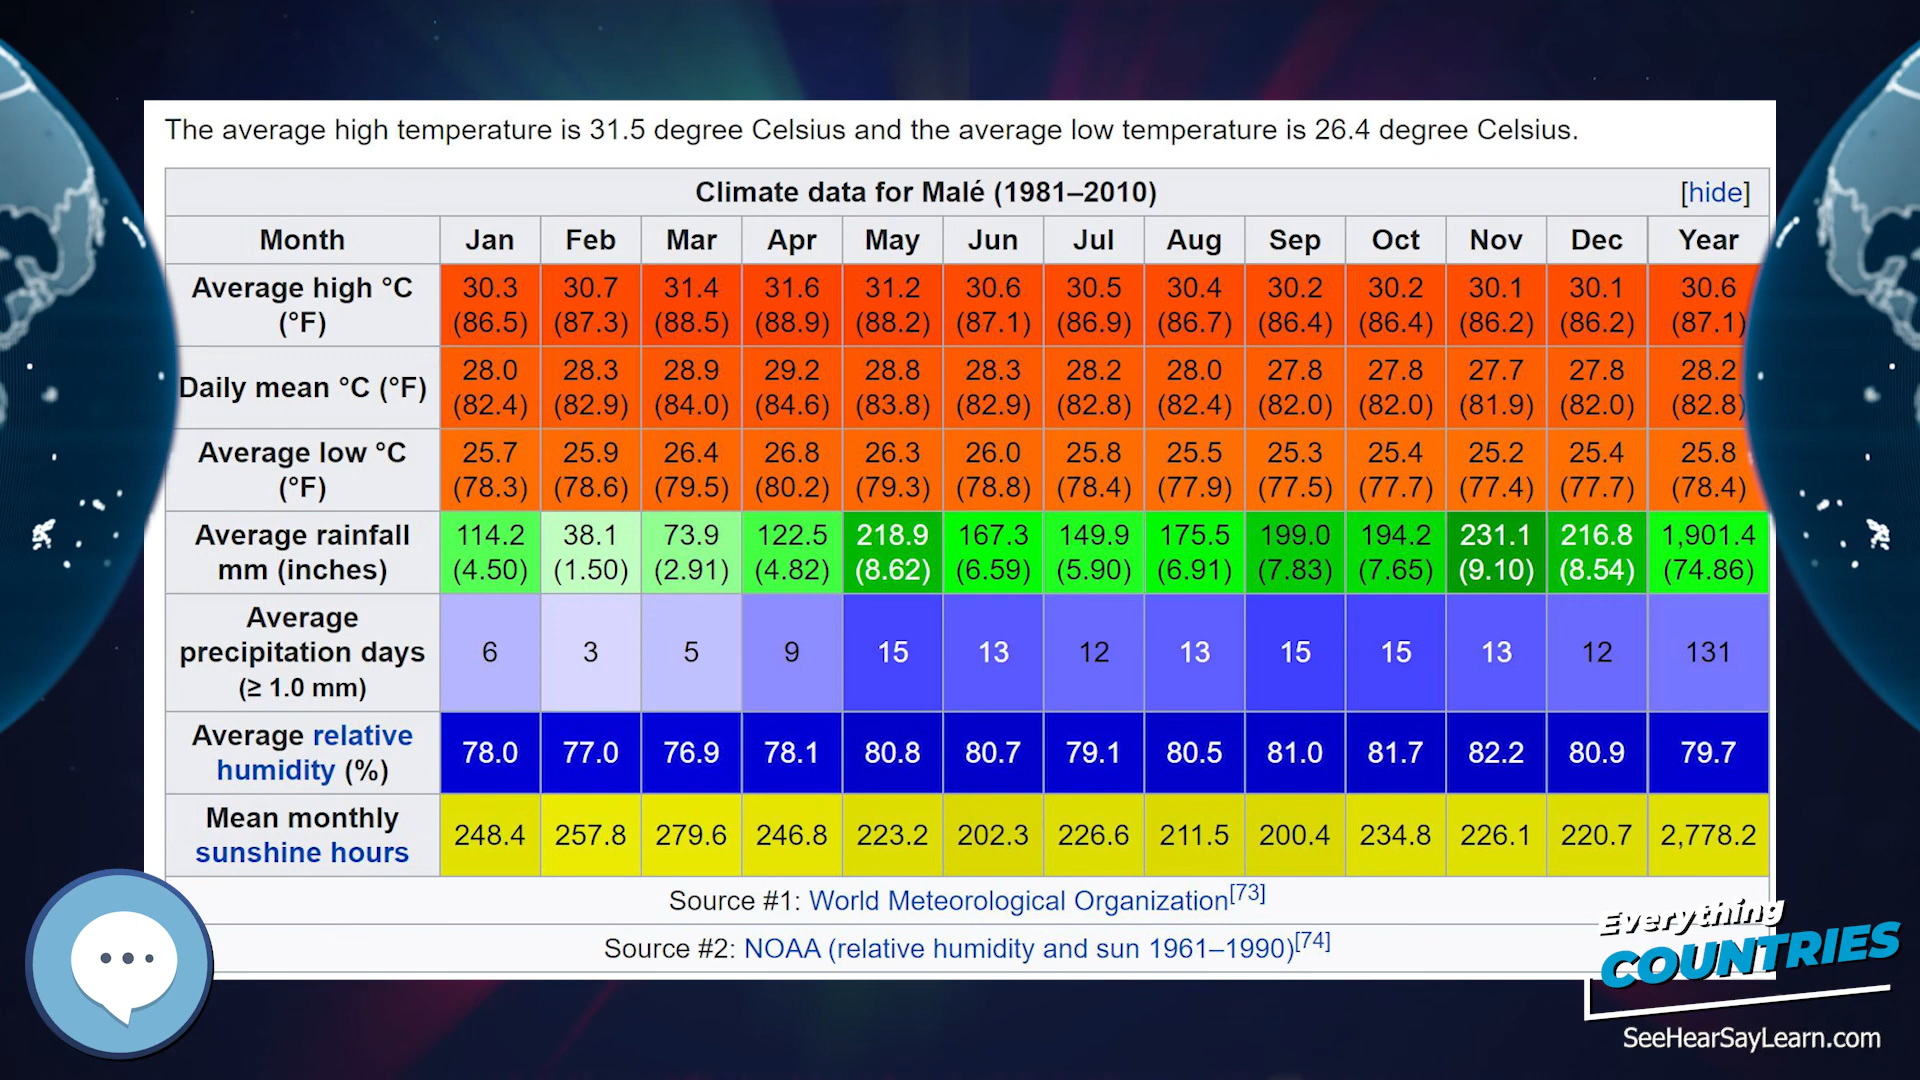 The average high temperature is 31.5 degree Celsius and the average low temperature is 26.4 degree Celsius.
Climate data for Malé (1981–2010) [hide]
Month Jan Feb Mar Apr May Jun Jul Aug Sep Oct Nov Dec Year
Average high °C (°F) 30.3 (86.5) 30.7 (87.3) 31.4 (88.5) 31.6 (88.9) 31.2 (88.2) 30.6 (87.1) 30.5 (86.9) 30.4 (86.7) 30.2 (86.4) 30.2 (86.4) 30.1 (86.2) 30.1 (86.2) 30.6 (87.1)
Daily mean °C (°F) 28.0 (82.4) 28.3 (82.9) 28.9 (84.0) 29.2 (84.6) 28.8 (83.8) 28.3 (82.9) 28.2 (82.8) 28.0 (82.4) 27.8 (82.0) 27.8 (82.0) 27.7 (81.9) 27.8 (82.0) 28.2 (82.8)
Average low °C (°F) 25.7 (78.3) 25.9 (78.6) 26.4 (79.5) 26.8 (80.2) 26.3 (79.3) 26.0 (78.8) 25.8 (78.4) 25.5 (77.9) 25.3 (77.5) 25.4 (77.7) 25.2 (77.4) 25.4 (77.7) 25.8 (78.4)
Average rainfall mm (inches) 114.2 (4.50) 38.1 (1.50) 73.9 (2.91) 122.5 (4.82) 218.9 (8.62) 167.3 (6.59) 149.9 (5.90) 175.5 (6.91) 199.0 (7.83) 194.2 (7.65) 231.1 (9.10) 216.8 (8.54) 1,901.4 (74.86)
Average precipitation days (≥ 1.0 mm) 6 3 5 9 15 13 12 13 15 15 13 12 131
Average relative humidity (%) 78.0 77.0 76.9 78.1 80.8 80.7 79.1 80.5 81.0 81.7 82.2 80.9 79.7
Mean monthly sunshine hours 248.4 257.8 279.6 246.8 223.2 202.3 226.6 211.5 200.4 234.8 226.1 220.7 2,778.2
Source #1: World Meteorological Organization[73]
Source #2: NOAA (relative humidity and sun 1961–1990)[74]
Everything
COUNTRIES
SeeHearSayLearn.com